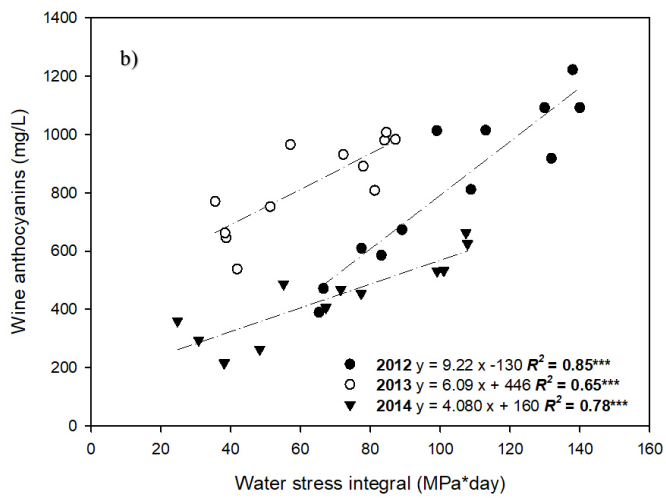 1400
b)
1200
1000
800
600
400
200
0
Wine anthocyanins (mg/L)
2012 y = 9.22 x -130 R² = 0.85***
2013 y = 6.09 x + 446 R² = 0.65***
2014 y = 4.080 x + 160 R² = 0.78***
0 20 40 60 80 100 120 140 160
Water stress integral (MPa*day)